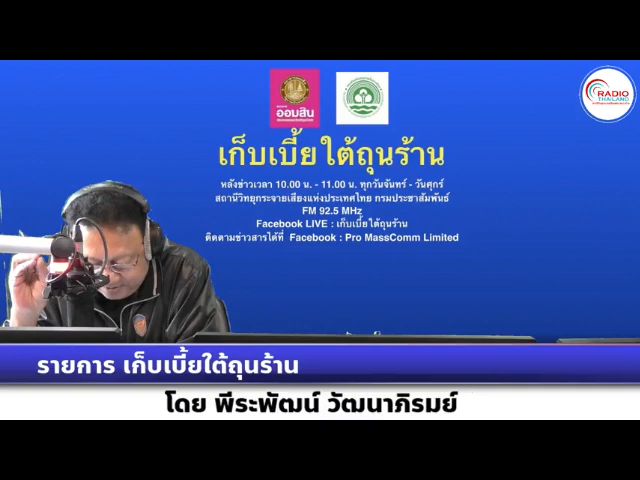 RADIO
THAILAND
ออมสิน
เก็บเบี้ยใต้ถุนร้าน
หลังข่าวเวลา 10.00 น. - 11.00 น. ทุกวันจันทร์ - วันศุกร์
สถานีวิทยุกระจายเสียงแห่งประเทศไทย กรมประชาสัมพันธ์
FM 92.5 MHz
Facebook LIVE : เก็บเบี้ยใต้ถุนร้าน
ติดตามข่าวสารได้ที่ Facebook : Pro MassComm Limited
รายการ เก็บเบี้ยใต้ถุนร้าน
โดย พีระพัฒน์ วัฒนาภิรมย์